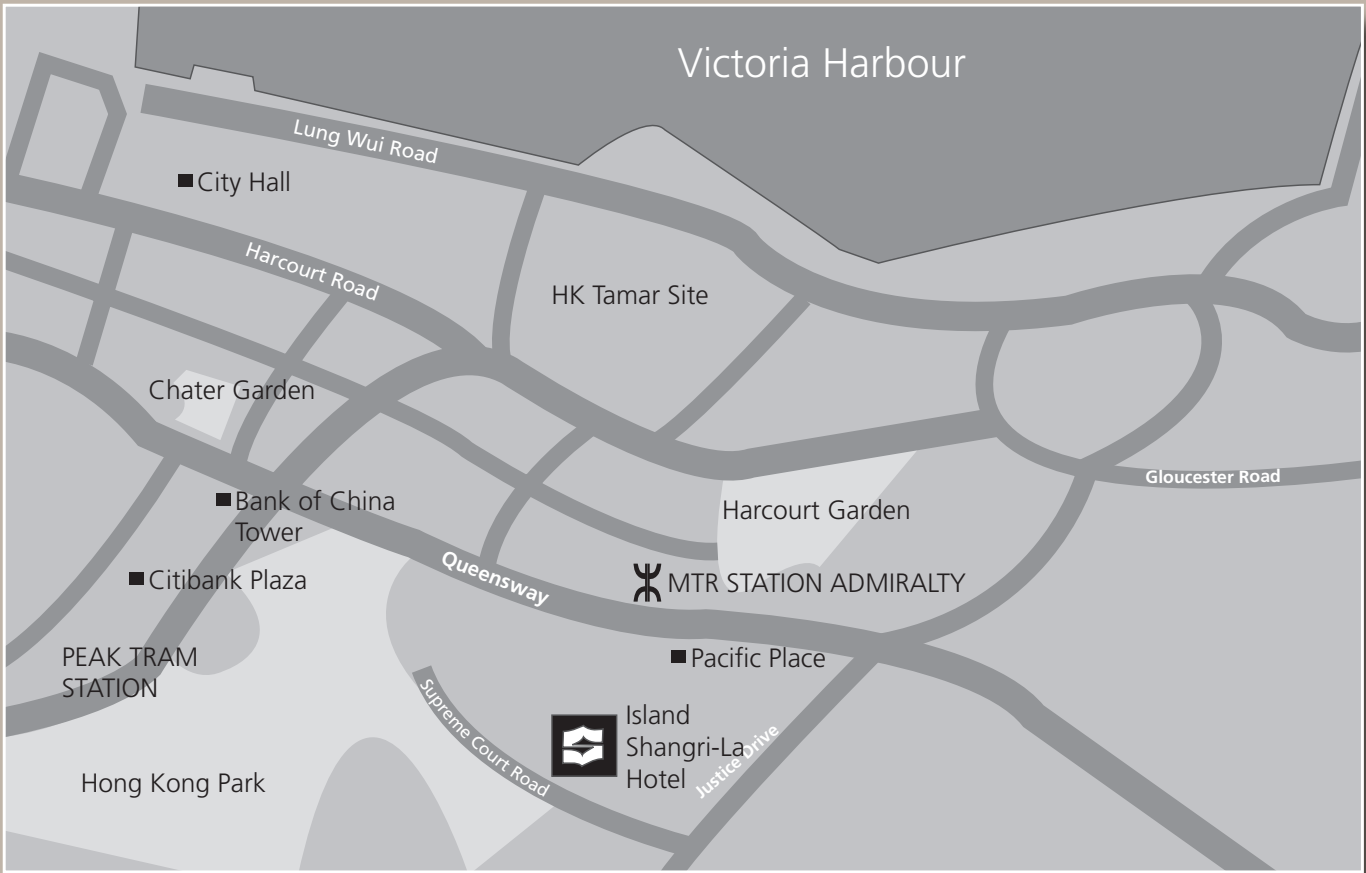 Victoria Harbour
Lung Wui Road
City Hall
Harcourt Road
HK Tamar Site
Chater Garden
Gloucester Road
Bank of China
Tower
Harcourt Garden
Queensway
Citibank Plaza
MTR STATION ADMIRALTY
PEAK TRAM
STATION
Pacific Place
Supreme Court Road
Island
Shangri-La
Hotel
Justice Drive
Hong Kong Park